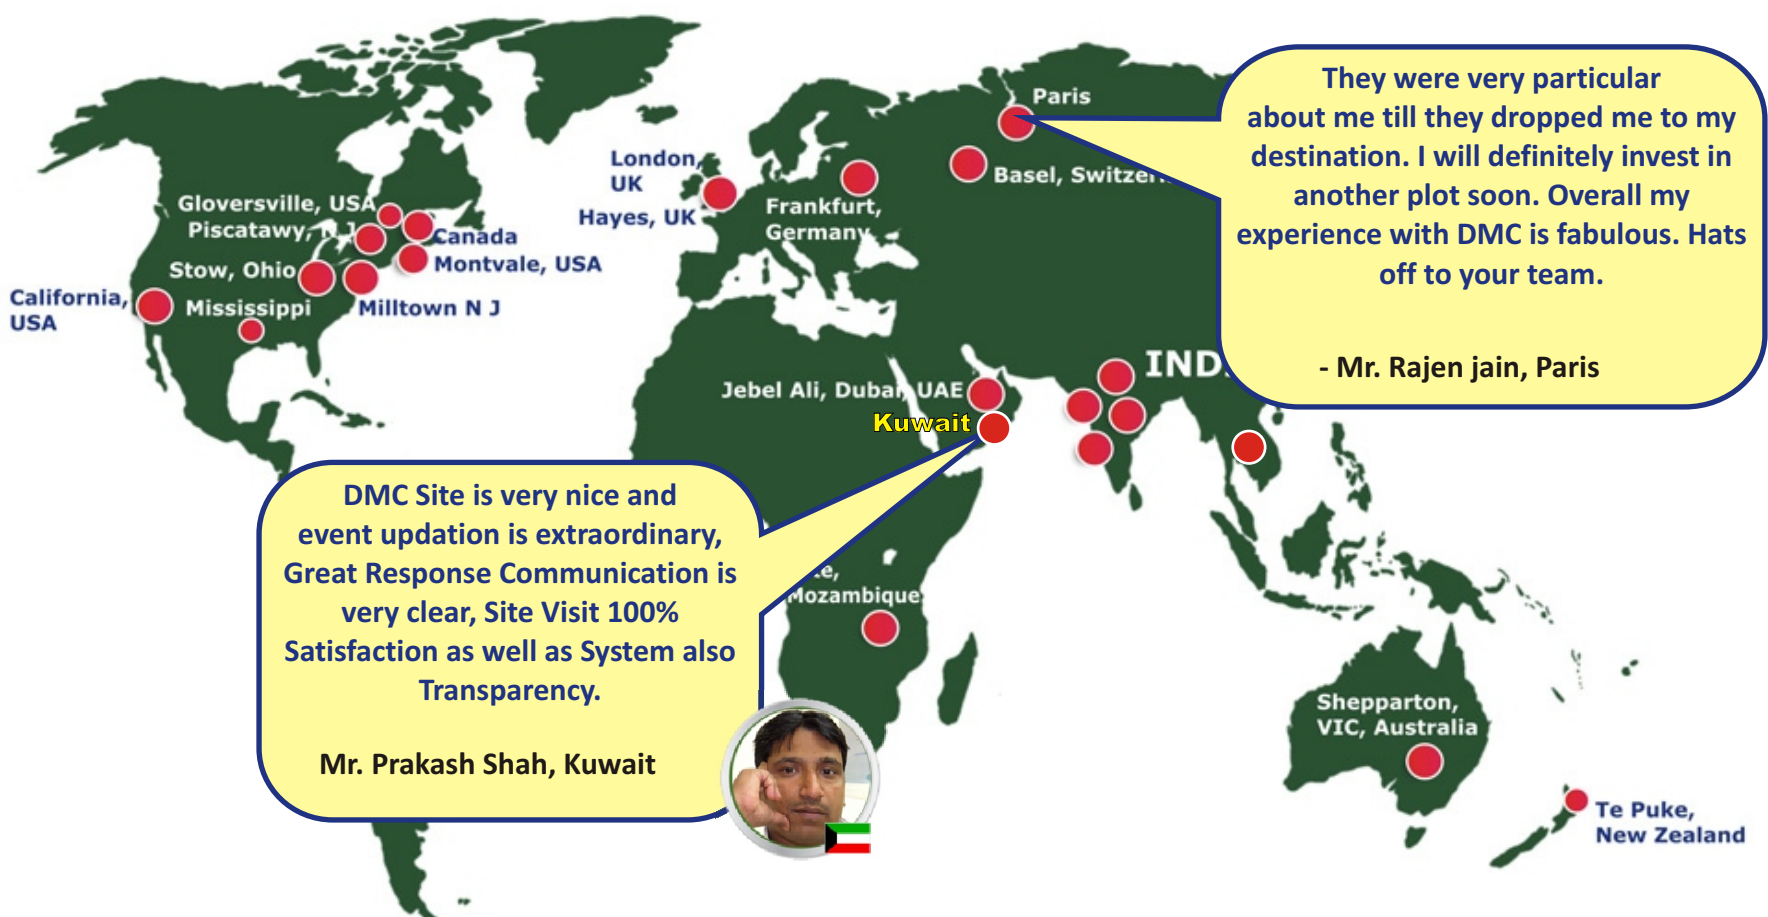 Paris
They were very particular
about me till they dropped me to my
destination. I will definitely invest in
another plot soon. Overall my
experience with DMC is fabulous. Hats
off to your team.
- Mr. Rajen jain, Paris
London,
UK
Hayes, UK
Basel,
Frankfurt,
Germany
Gloversville, USA
Piscatawy, N J
Canada
Montvale, USA
Stow, Ohio
California,
USA
Mississippi
Milltown N J
Jebel Ali, Dubai, UAE
Kuwait
DMC Site is very nice and
event updation is extraordinary,
Great Response Communication is
very clear, Site Visit 100%
Satisfaction as well as System also
Transparency.
Mr. Prakash Shah, Kuwait
Mozambique
Shepparton,
VIC, Australia
Te Puke,
New Zealand